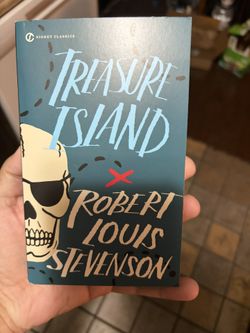 SIGNET CLASSICS
TREASURE
ISLAND
ROBERT
LOUIS
STEVENSON